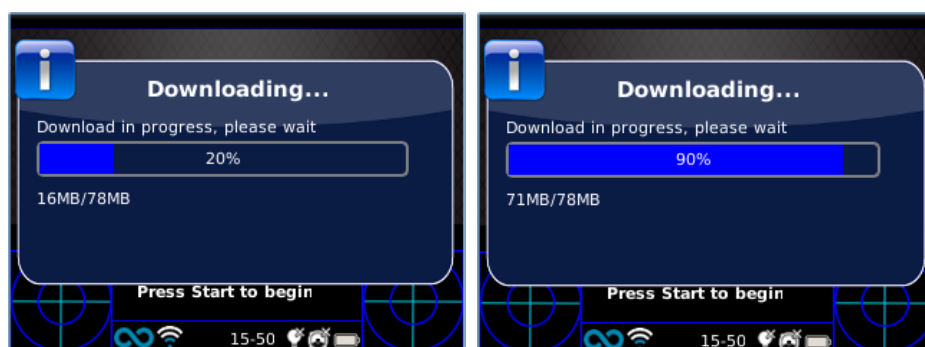 Downloading...
Download in progress, please wait
20%
16MB/78MB
Press Start to begin
15-50
Downloading...
Download in progress, please wait
90%
71MB/78MB
Press Start to begin
15-50